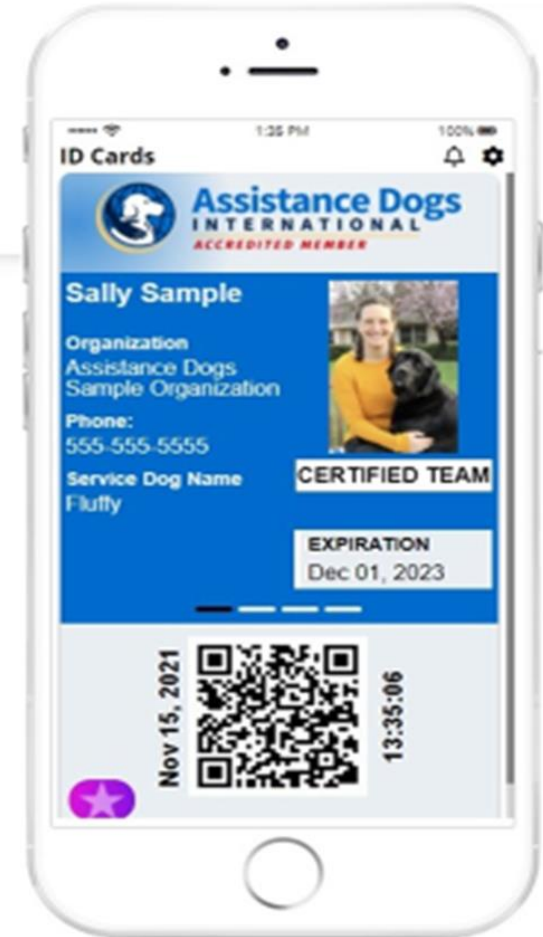 1:35 PM
100%
ID Cards
Assistance Dogs
INTERNATIONAL
ACCREDITED MEMBER
Sally Sample
Organization
Assistance Dogs
Sample Organization
Phone:
555-555-5555
Service Dog Name
Fluffy
CERTIFIED TEAM
EXPIRATION
Dec 01, 2023
Nov 15, 2021
13:35:06